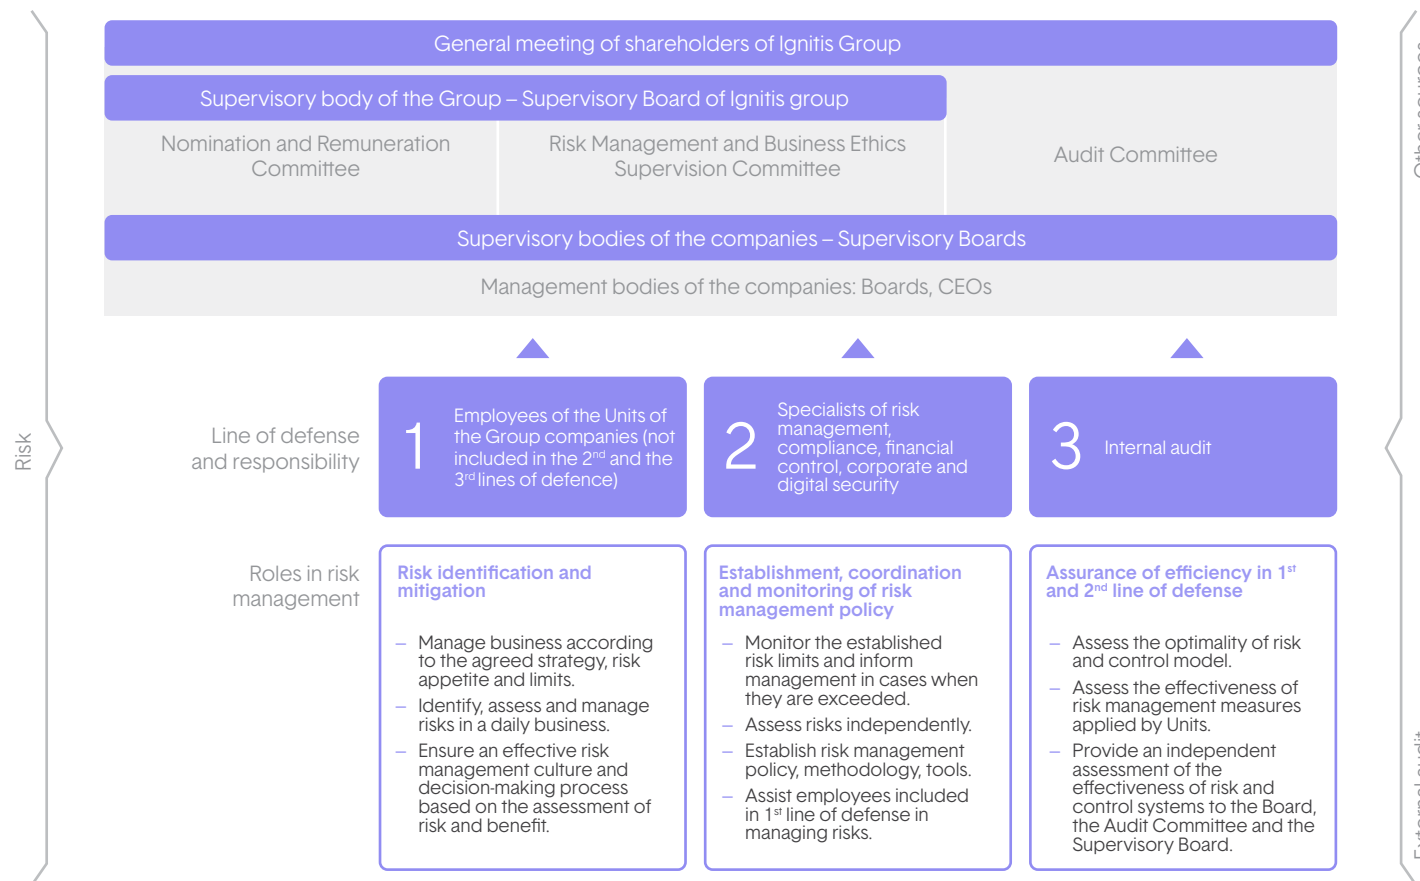 General meeting of shareholders of Ignitis Group
Supervisory body of the Group – Supervisory Board of Ignitis group
Nomination and Remuneration
Committee
Risk Management and Business Ethics
Supervision Committee
Audit Committee
Supervisory bodies of the companies – Supervisory Boards
Management bodies of the companies: Boards, CEOs
Risk
Line of defense
and responsibility
1
Employees of the Units of
the Group companies (not
included in the 2nd and the
3rd lines of defence)
2
Specialists of risk
management,
compliance, financial
control, corporate and
digital security
3
Internal audit
Roles in risk
management
Risk identification and
mitigation
– Manage business according
to the agreed strategy, risk
appetite and limits.
– Identify, assess and manage
risks in a daily business.
– Ensure an effective risk
management culture and
decision-making process
based on the assessment of
risk and benefit.
Establishment, coordination
and monitoring of risk
management policy
– Monitor the established
risk limits and inform
management in cases when
they are exceeded.
– Assess risks independently.
– Establish risk management
policy, methodology, tools.
– Assist employees included
in 1st line of defense in
managing risks.
Assurance of efficiency in 1st
and 2nd line of defense
– Assess the optimality of risk
and control model.
– Assess the effectiveness of
risk management measures
applied by Units.
– Provide an independent
assessment of the
effectiveness of risk and
control systems to the Board,
the Audit Committee and the
Supervisory Board.
Other sources
External audit